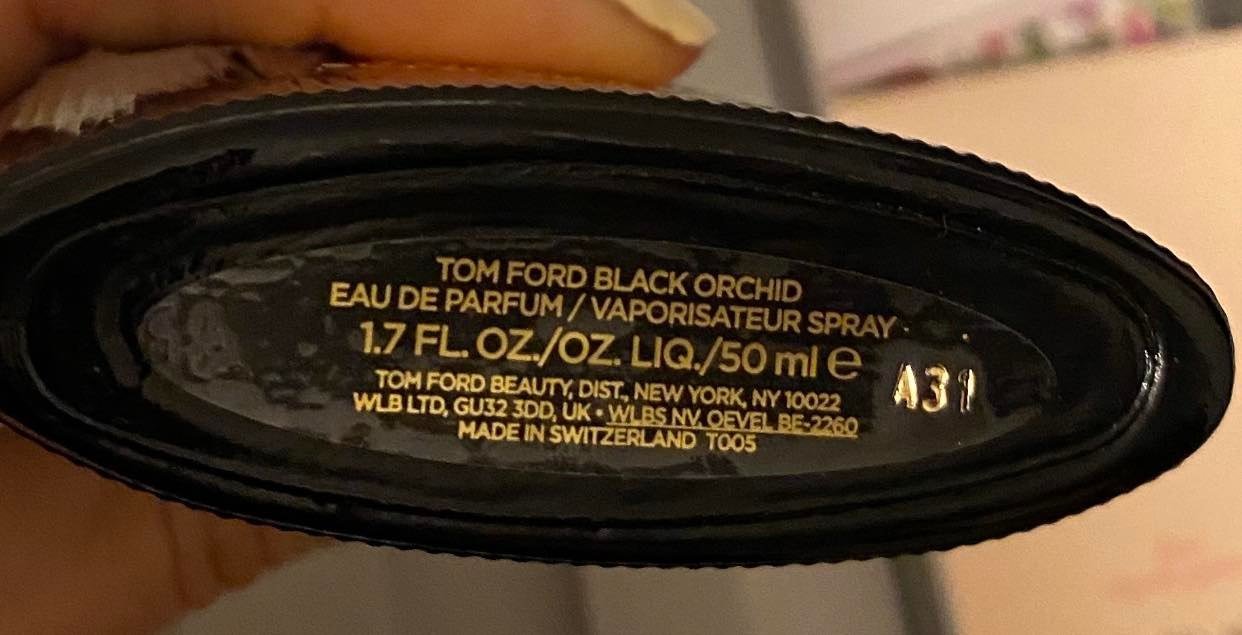 TOM FORD BLACK ORCHID
EAU DE PARFUM / VAPORISATEUR SPRAY
1.7 FL. OZ./OZ. LIQ./50 ml ℮
TOM FORD BEAUTY, DIST., NEW YORK, NY 10022
WLB LTD, GU32 3DD, UK • WLBS NV, OEVEL BE-2260
MADE IN SWITZERLAND T005
A31